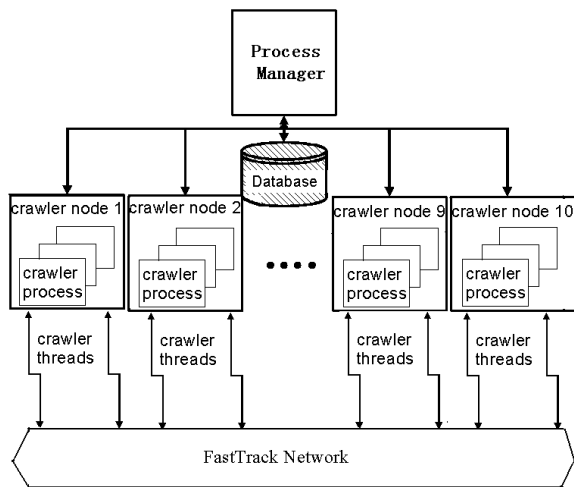 Process
Manager
Database
crawler node 1
crawler node 2
crawler node 9
crawler node 10
crawler
process
crawler
process
crawler
process
crawler
process
crawler
threads
crawler
threads
crawler
threads
crawler
threads
FastTrack Network